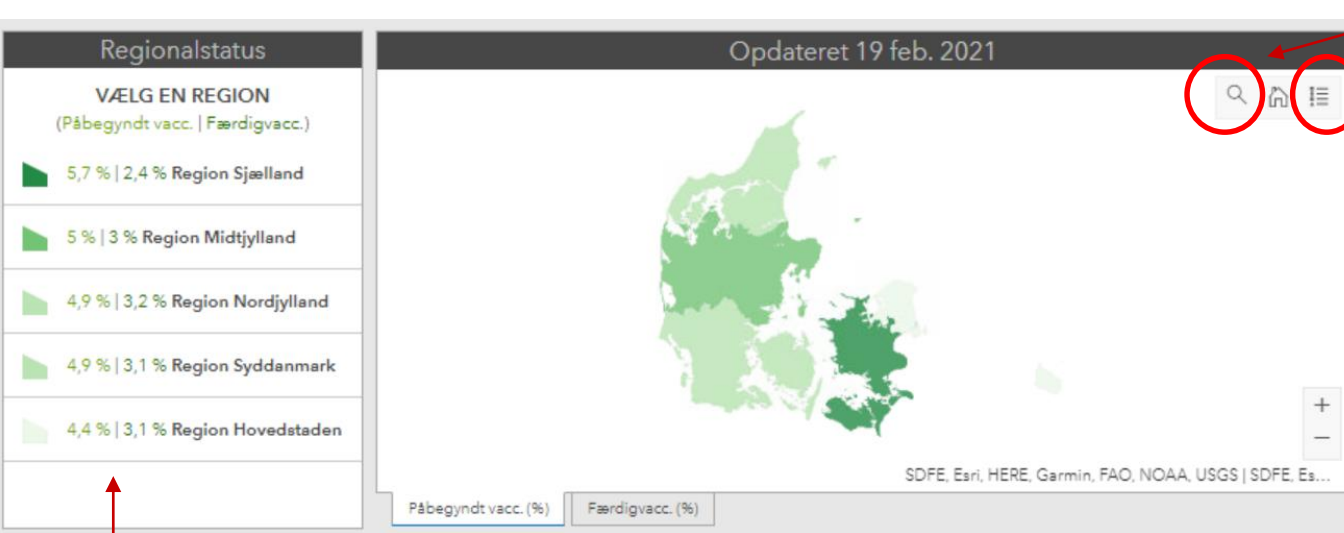 Regionalstatus
VÆLG EN REGION
(Påbegyndt vacc. | Færdigvacc.)
5,7 % | 2,4 % Region Sjælland
5 % | 3 % Region Midtjylland
4,9 % | 3,2 % Region Nordjylland
4,9 % | 3,1 % Region Syddanmark
4,4 % | 3,1 % Region Hovedstaden
Opdateret 19 feb. 2021
+
−
SDFE, Esri, HERE, Garmin, FAO, NOAA, USGS | SDFE, Es...
Påbegyndt vacc. (%)
Færdigvacc. (%)